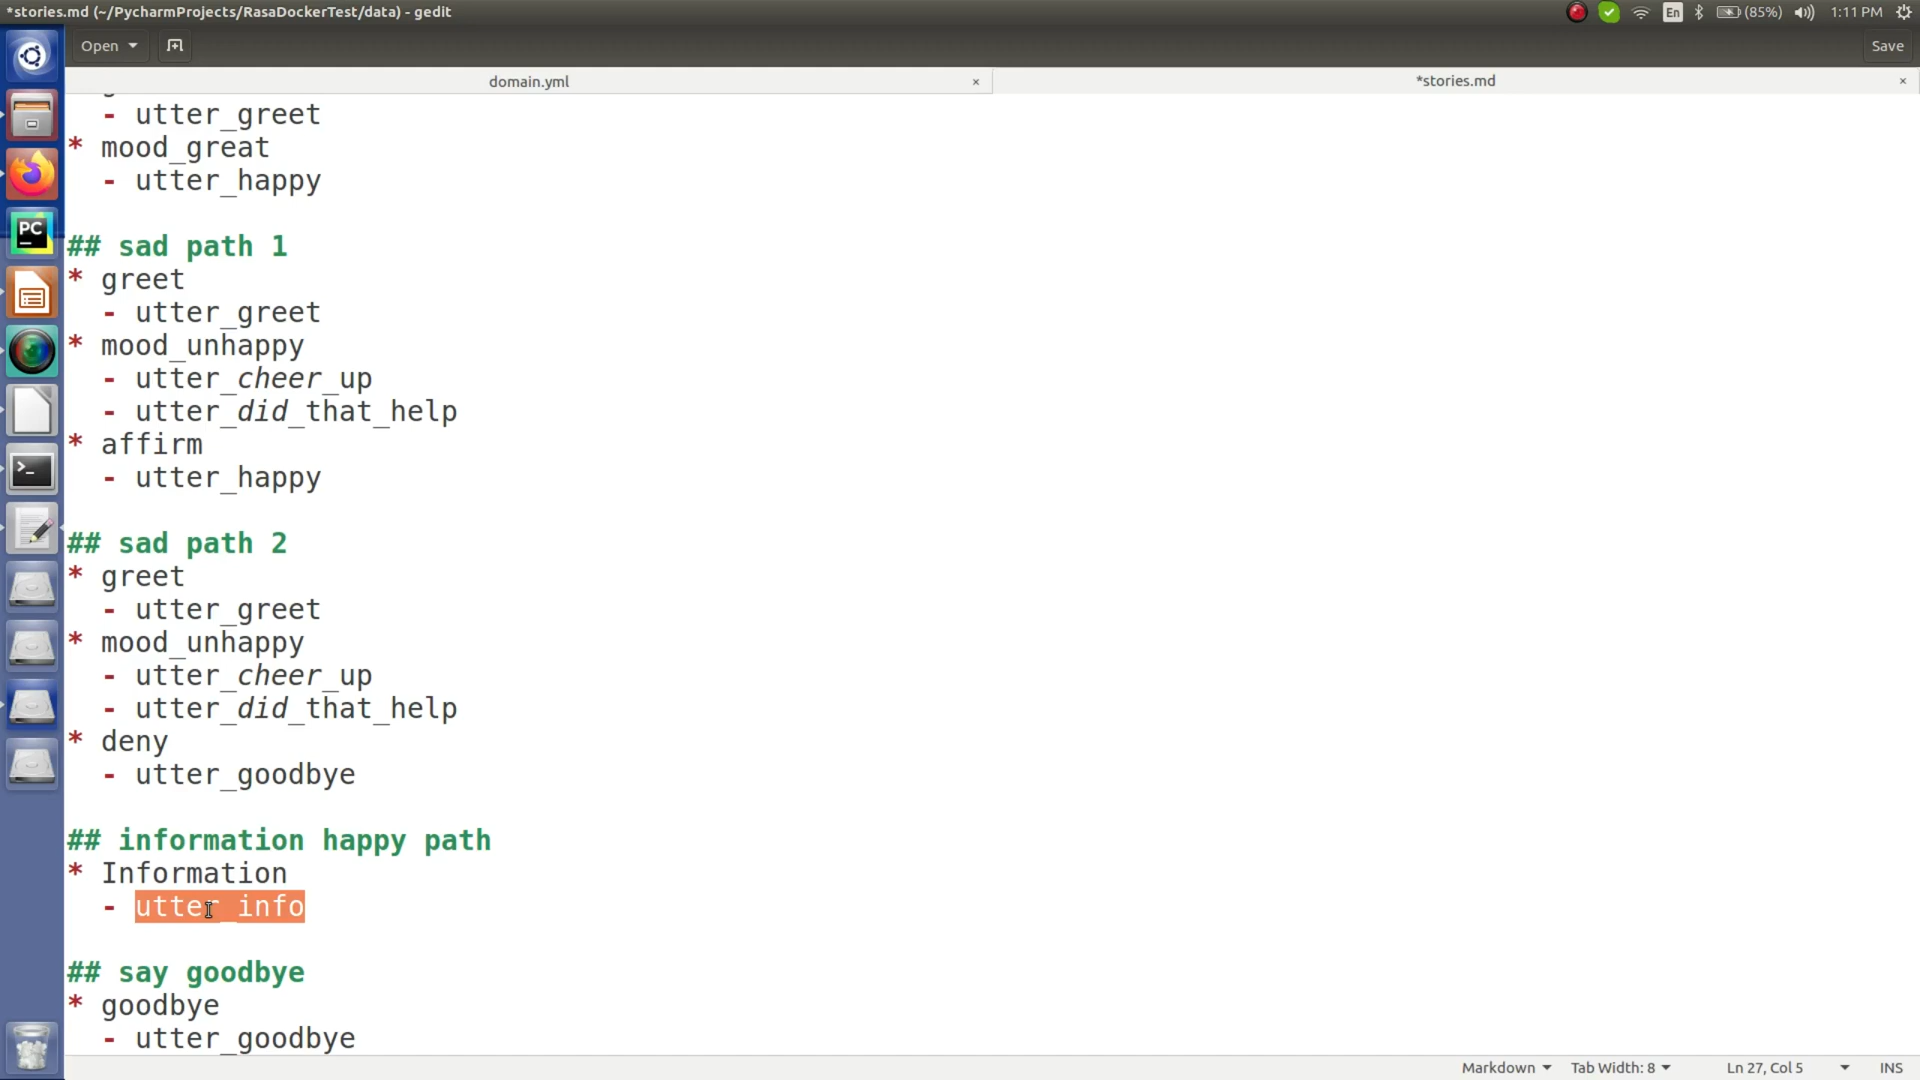 *stories.md (~/PycharmProjects/RasaDockerTest/data) - gedit
En
(85%)
1:11 PM
Open
Save
domain.yml
*stories.md
- utter_greet
* mood_great
- utter_happy
## sad path 1
* greet
- utter_greet
* mood_unhappy
- utter_cheer_up
- utter_did_that_help
* affirm
- utter_happy
## sad path 2
* greet
- utter_greet
* mood_unhappy
- utter_cheer_up
- utter_did_that_help
* deny
- utter_goodbye
## information happy path
* Information
- utter_info
## say goodbye
* goodbye
- utter_goodbye
PC
Markdown
Tab Width: 8
Ln 27, Col 5
INS